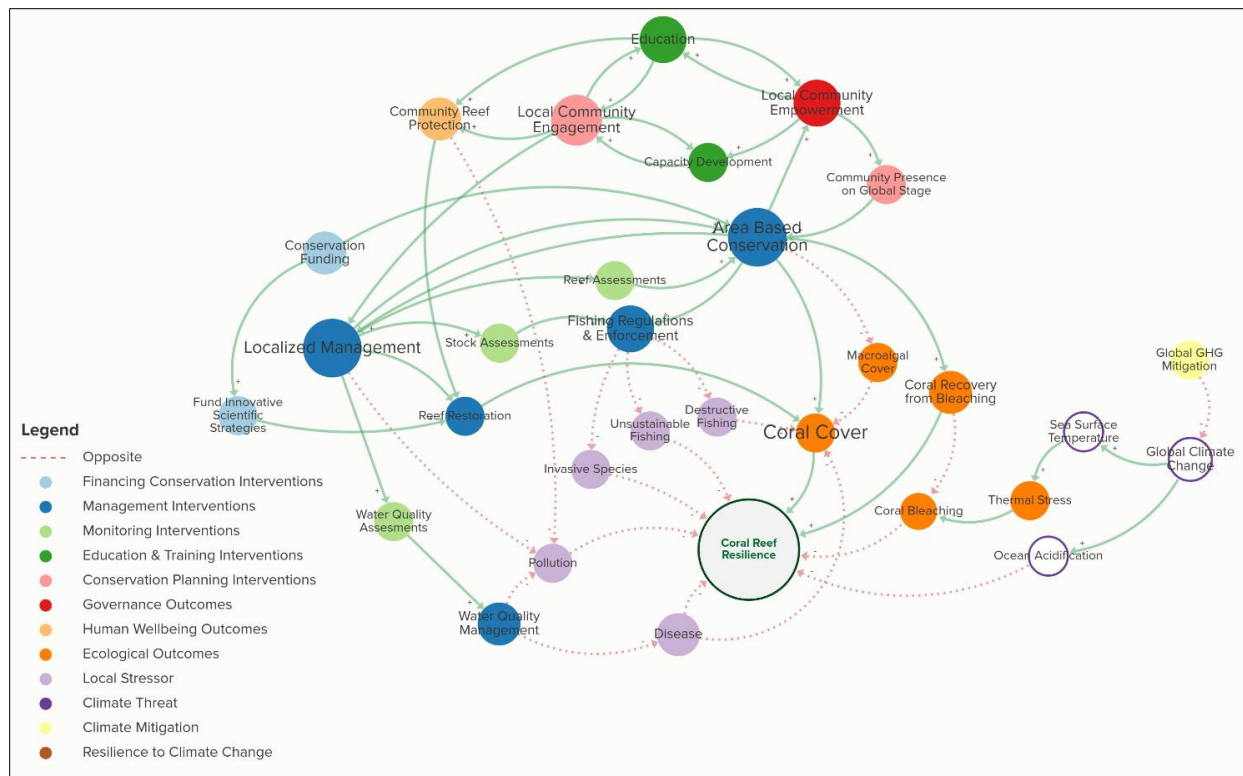 Education
Local Community
Empowerment
Community Reef
Protection
Local Community
Engagement
Capacity Development
Community Presence
on Global Stage
Area Based
Conservation
Conservation
Funding
Reef Assessments
Fishing Regulations
& Enforcement
Localized Management
Stock Assessments
Macroalgal
Cover
Global GHG
Mitigation
Coral Recovery
from Bleaching
Fund Innovative
Scientific
Strategies
Reef Restoration
Destructive
Fishing
Unsustainable
Fishing
Coral Cover
Sea Surface
Temperature
Global Climate
Change
Invasive Species
Thermal Stress
Water Quality
Assesments
Coral Bleaching
Coral Reef
Resilience
Ocean Acidification
Pollution
Water Quality
Management
Disease
Legend
Opposite
Financing Conservation Interventions
Management Interventions
Monitoring Interventions
Education & Training Interventions
Conservation Planning Interventions
Governance Outcomes
Human Wellbeing Outcomes
Ecological Outcomes
Local Stressor
Climate Threat
Climate Mitigation
Resilience to Climate Change